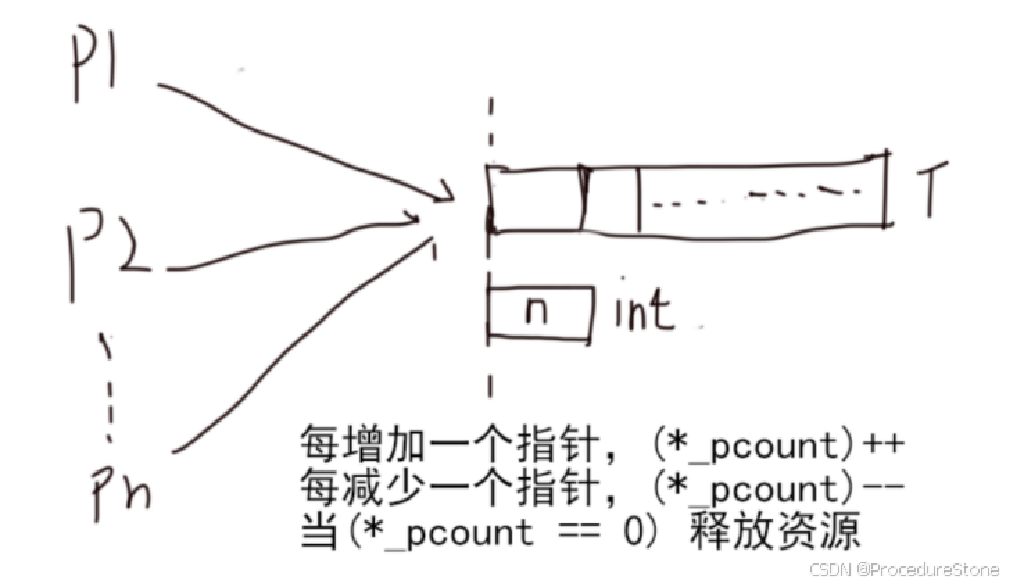 p1
T
p2
n int
pn
每增加一个指针，(*_pcount)++
每减少一个指针，(*_pcount)--
当(*_pcount == 0) 释放资源
CSDN @ProcedureStone